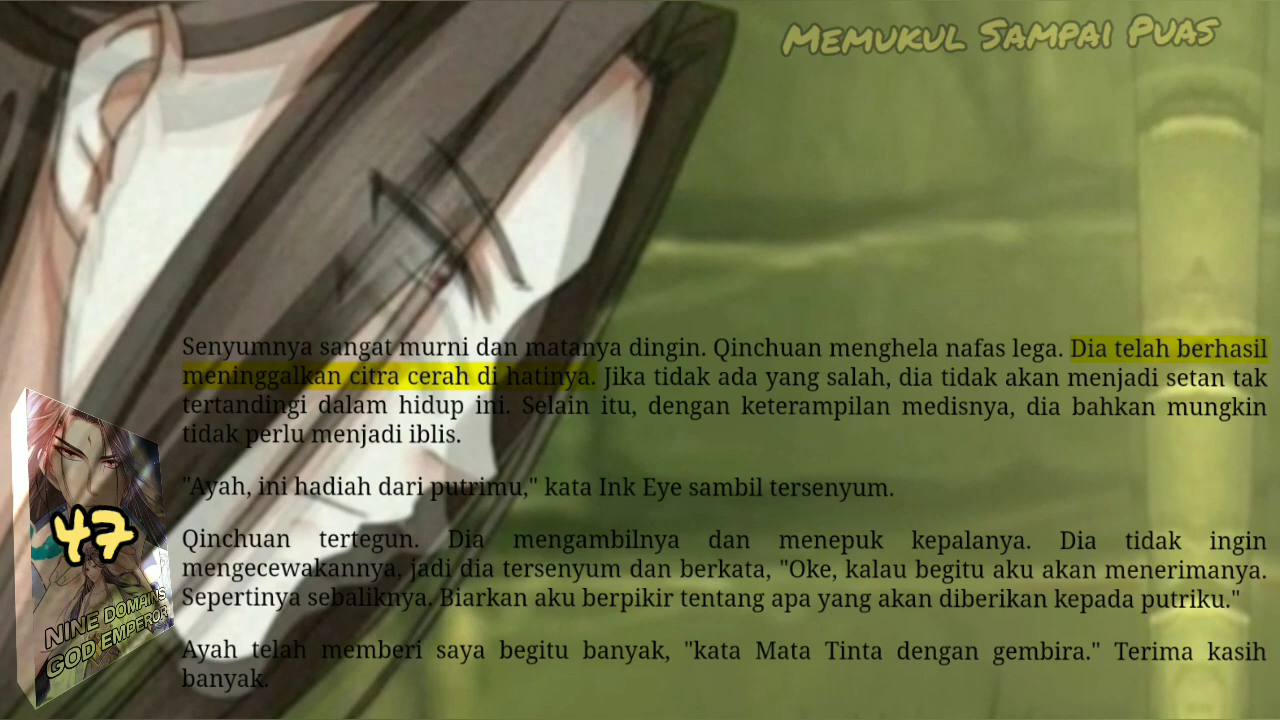 Memukul Sampai Puas
Senyumnya sangat murni dan matanya dingin. Qinchuan menghela nafas lega. Dia telah berhasil
meninggalkan citra cerah di hatinya. Jika tidak ada yang salah, dia tidak akan menjadi setan tak
tertandingi dalam hidup ini. Selain itu, dengan keterampilan medisnya, dia bahkan mungkin
tidak perlu menjadi iblis.
"Ayah, ini hadiah dari putrimu," kata Ink Eye sambil tersenyum.
Qinchuan tertegun. Dia mengambilnya dan menepuk kepalanya. Dia tidak ingin
mengecewakannya, jadi dia tersenyum dan berkata, "Oke, kalau begitu aku akan menerimanya.
Sepertinya sebaliknya. Biarkan aku berpikir tentang apa yang akan diberikan kepada putriku."
Ayah telah memberi saya begitu banyak, "kata Mata Tinta dengan gembira." Terima kasih
banyak.
47
NINE DOMAINS
GOD EMPEROR